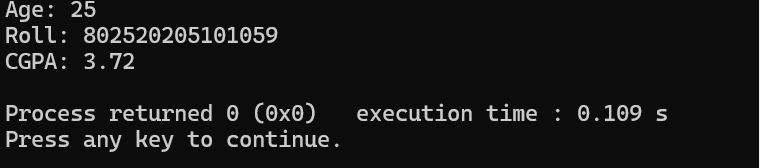 Age: 25
Roll: 802520205101059
CGPA: 3.72
Process returned 0 (0x0)   execution time : 0.109 s
Press any key to continue.